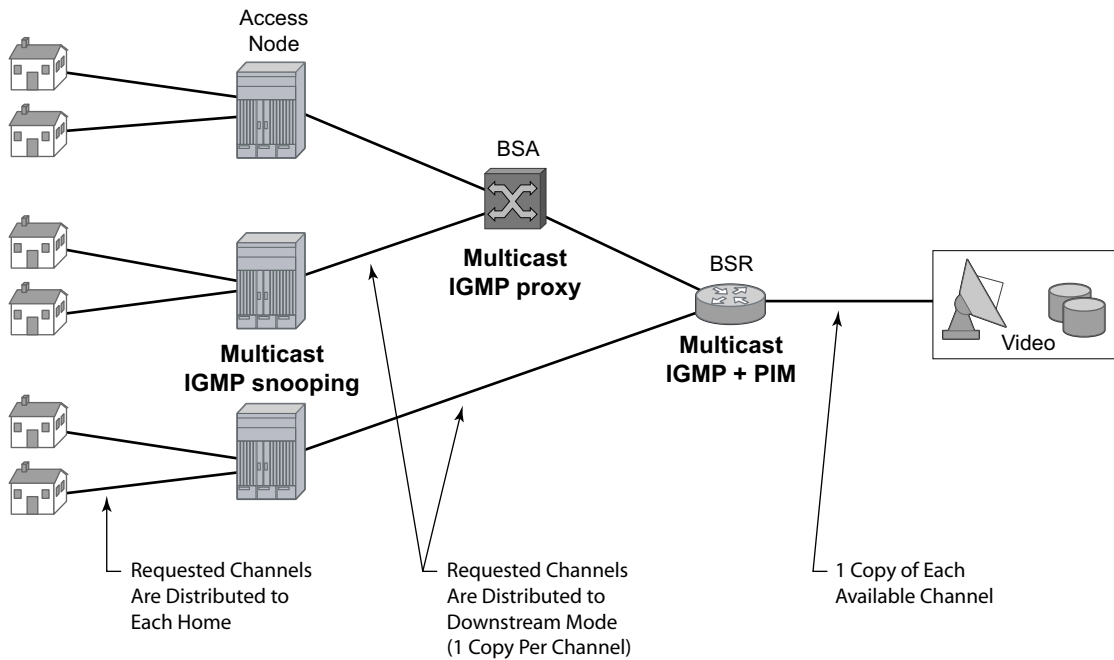 Access
Node
BSA
Multicast
IGMP proxy
BSR
Multicast
IGMP + PIM
Video
Multicast
IGMP snooping
Requested Channels
Are Distributed to
Each Home
Requested Channels
Are Distributed to
Downstream Mode
(1 Copy Per Channel)
1 Copy of Each
Available Channel